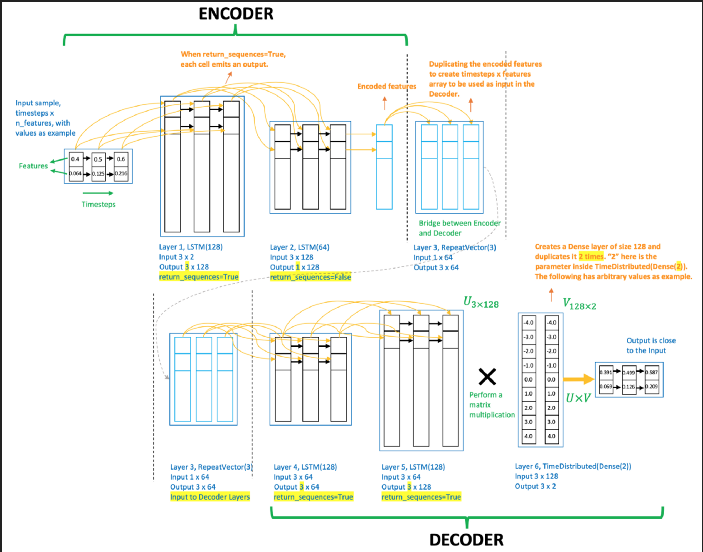 ENCODER
When return_sequences=True,
each cell emits an output.
Duplicating the encoded features
to create timesteps x features
array to be used as input in the
Decoder.
Encoded features
Input sample,
timesteps x
n_features, with
values as example
Features
0.4 0.5 0.6
0.064 0.125 0.216
Timesteps
Bridge between Encoder
and Decoder
Layer 1, LSTM(128)
Input 3 x 2
Output 3 x 128
return_sequences=True
Layer 2, LSTM(64)
Input 3 x 128
Output 1 x 128
return_sequences=False
Layer 3, RepeatVector(3)
Input 1 x 64
Output 3 x 64
Creates a Dense layer of size 128 and
duplicates it 2 times. "2" here is the
parameter inside TimeDistributed(Dense(2)).
The following has arbitrary values as example.
U3×128
V128×2
-4.0 -4.0
-3.0 -3.0
-2.0 -2.0
-1.0 -1.0
0.0 0.0
1.0 1.0
2.0 2.0
3.0 3.0
4.0 4.0
Perform a
matrix
multiplication
U×V
Output is close
to the Input
0.391 0.499 0.587
0.063 0.126 0.209
Layer 3, RepeatVector(3)
Input 1 x 64
Output 3 x 64
Input to Decoder Layers
Layer 4, LSTM(128)
Input 3 x 64
Output 3 x 64
return_sequences=True
Layer 5, LSTM(128)
Input 3 x 64
Output 3 x 128
return_sequences=True
Layer 6, TimeDistributed(Dense(2))
Input 3 x 128
Output 3 x 2
DECODER